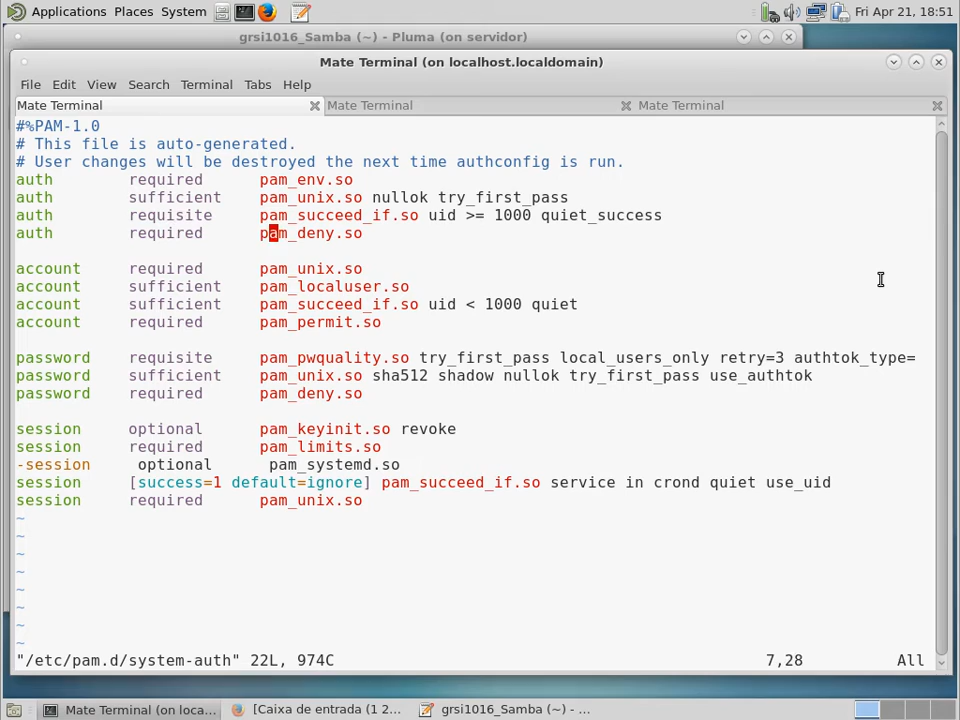 Applications Places System Fri Apr 21, 18:51
grsi1016_Samba (~) - Pluma (on servidor)
Mate Terminal (on localhost.localdomain)
File Edit View Search Terminal Tabs Help
Mate Terminal Mate Terminal Mate Terminal
#%PAM-1.0
# This file is auto-generated.
# User changes will be destroyed the next time authconfig is run.
auth required pam_env.so
auth sufficient pam_unix.so nullok try_first_pass
auth requisite pam_succeed_if.so uid >= 1000 quiet_success
auth required pam_deny.so
account required pam_unix.so
account sufficient pam_localuser.so
account sufficient pam_succeed_if.so uid < 1000 quiet
account required pam_permit.so
password requisite pam_pwquality.so try_first_pass local_users_only retry=3 authtok_type=
password sufficient pam_unix.so sha512 shadow nullok try_first_pass use_authtok
password required pam_deny.so
session optional pam_keyinit.so revoke
session required pam_limits.so
-session optional pam_systemd.so
session [success=1 default=ignore] pam_succeed_if.so service in crond quiet use_uid
session required pam_unix.so
~
~
~
~
~
~
~
~
"/etc/pam.d/system-auth" 22L, 974C 7,28 All
Mate Terminal (on loca... [Caixa de entrada (1 2... grsi1016_Samba (~) - ...